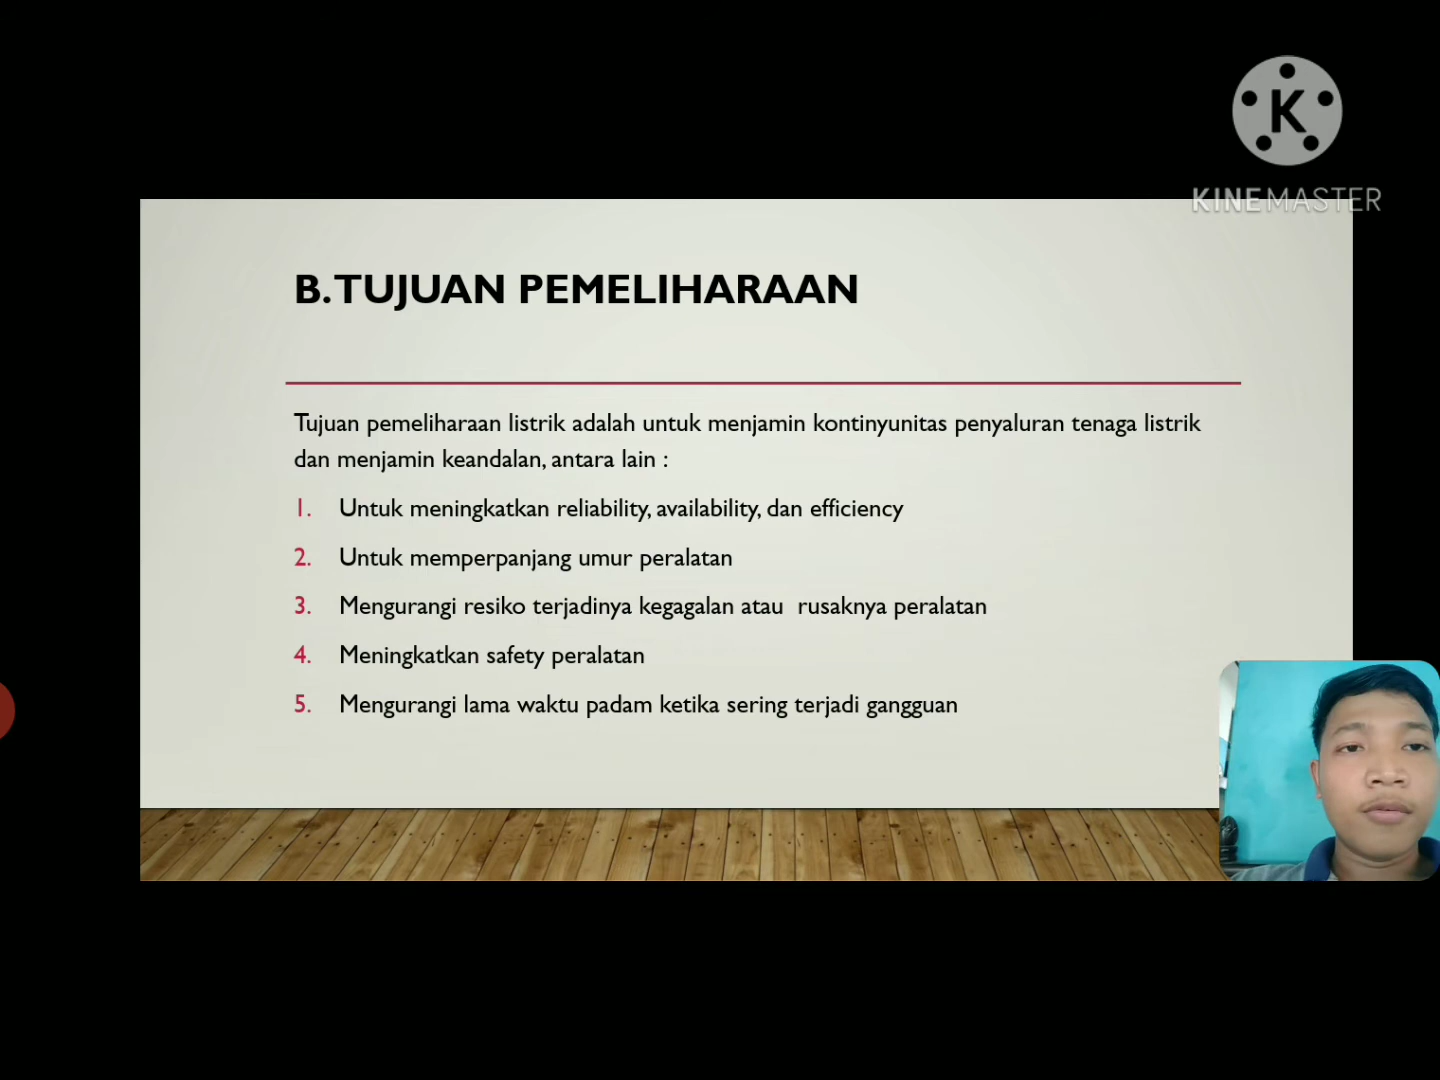 K
KINEMASTER
B. TUJUAN PEMELIHARAAN
Tujuan pemeliharaan listrik adalah untuk menjamin kontinyunitas penyaluran tenaga listrik
dan menjamin keandalan, antara lain :
1. Untuk meningkatkan reliability, availability, dan efficiency
2. Untuk memperpanjang umur peralatan
3. Mengurangi resiko terjadinya kegagalan atau rusaknya peralatan
4. Meningkatkan safety peralatan
5. Mengurangi lama waktu padam ketika sering terjadi gangguan